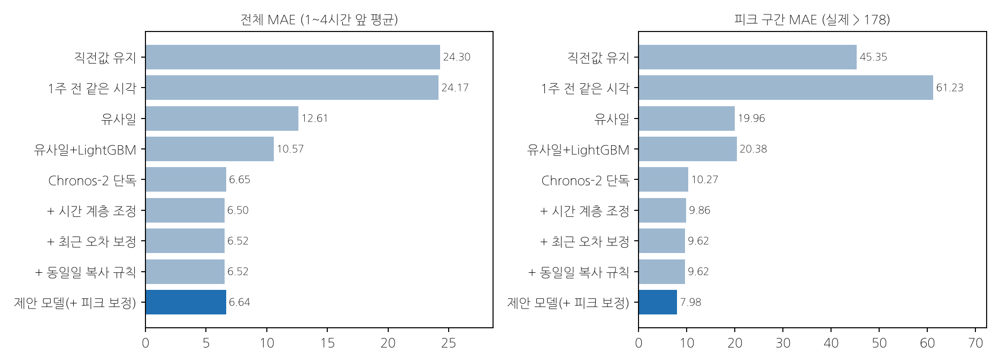 전체 MAE (1~4시간 앞 평균)
직전값 유지
24.30
1주 전 같은 시각
24.17
유사일
12.61
유사일+LightGBM
10.57
Chronos-2 단독
6.65
+ 시간 계층 조정
6.50
+ 최근 오차 보정
6.52
+ 동일일 복사 규칙
6.52
제안 모델(+ 피크 보정)
6.64
0 5 10 15 20 25
피크 구간 MAE (실제 > 178)
직전값 유지
45.35
1주 전 같은 시각
61.23
유사일
19.96
유사일+LightGBM
20.38
Chronos-2 단독
10.27
+ 시간 계층 조정
9.86
+ 최근 오차 보정
9.62
+ 동일일 복사 규칙
9.62
제안 모델(+ 피크 보정)
7.98
0 10 20 30 40 50 60 70